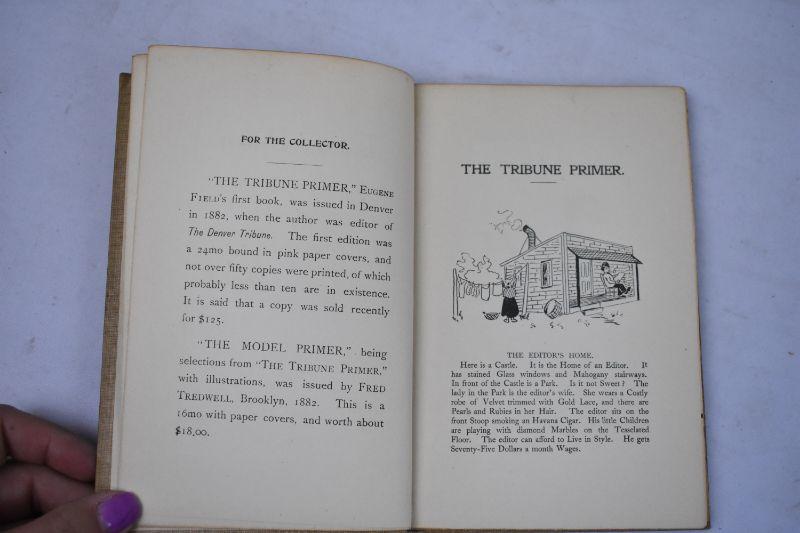 FOR THE COLLECTOR.
"THE TRIBUNE PRIMER," EUGENE
FIELD'S first book, was issued in Denver
in 1882, when the author was editor of
The Denver Tribune. The first edition was
a 24mo bound in pink paper covers, and
not over fifty copies were printed, of which
probably less than ten are in existence.
It is said that a copy was sold recently
for $125.
"THE MODEL PRIMER," being
selections from "THE TRIBUNE PRIMER,"
with illustrations, was issued by FRED
TREDWELL, Brooklyn, 1882. This is a
16mo with paper covers, and worth about
$18.00.
THE TRIBUNE PRIMER.
THE EDITOR'S HOME.
Here is a Castle. It is the Home of an Editor. It
has stained Glass windows and Mahogany stairways.
In front of the Castle is a Park. Is it not Sweet? The
lady in the Park is the editor's wife. She wears a Costly
robe of Velvet trimmed with Gold Lace, and there are
Pearls and Rubies in her Hair. The editor sits on the
front Stoop smoking an Havana Cigar. His little Children
are playing with diamond Marbles on the Tesselated
Floor. The editor can afford to Live in Style. He gets
Seventy-Five Dollars a month Wages.